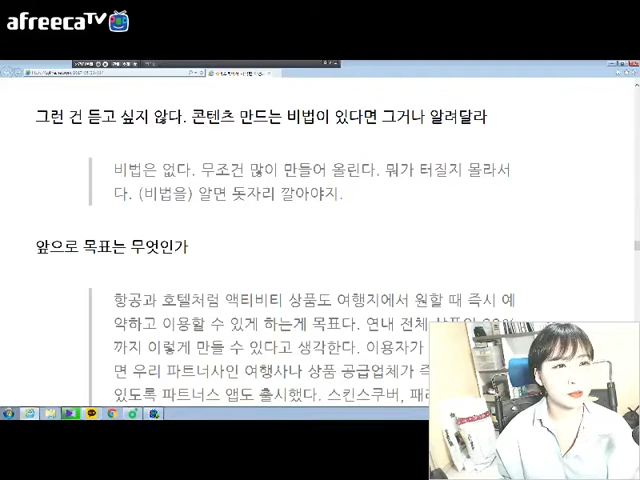 afreecaTV
그런 건 듣고 싶지 않다. 콘텐츠 만드는 비법이 있다면 그거나 알려달라
비법은 없다. 무조건 많이 만들어 올린다. 뭐가 터질지 몰라서
다. (비법을) 알면 돗자리 깔아야지.
앞으로 목표는 무엇인가
항공과 호텔처럼 액티비티 상품도 여행지에서 원할 때 즉시 예
약하고 이용할 수 있게 하는게 목표다. 연내 전체
까지 이렇게 만들 수 있다고 생각한다. 이용자가
면 우리 파트너사인 여행사나 상품 공급업체가
있도록 파트너스 앱도 출시했다. 스킨스쿠버,